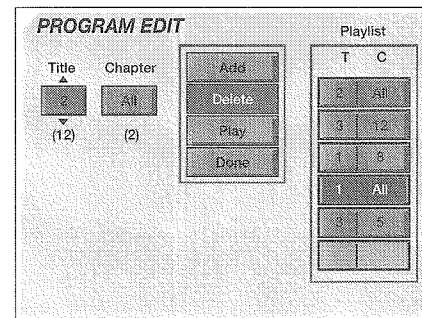 PROGRAM EDIT
Title Chapter
2 All
(12) (2)
Add
Delete
Play
Done
Playlist
T C
2 All
3 12
1 8
1 All
3 5